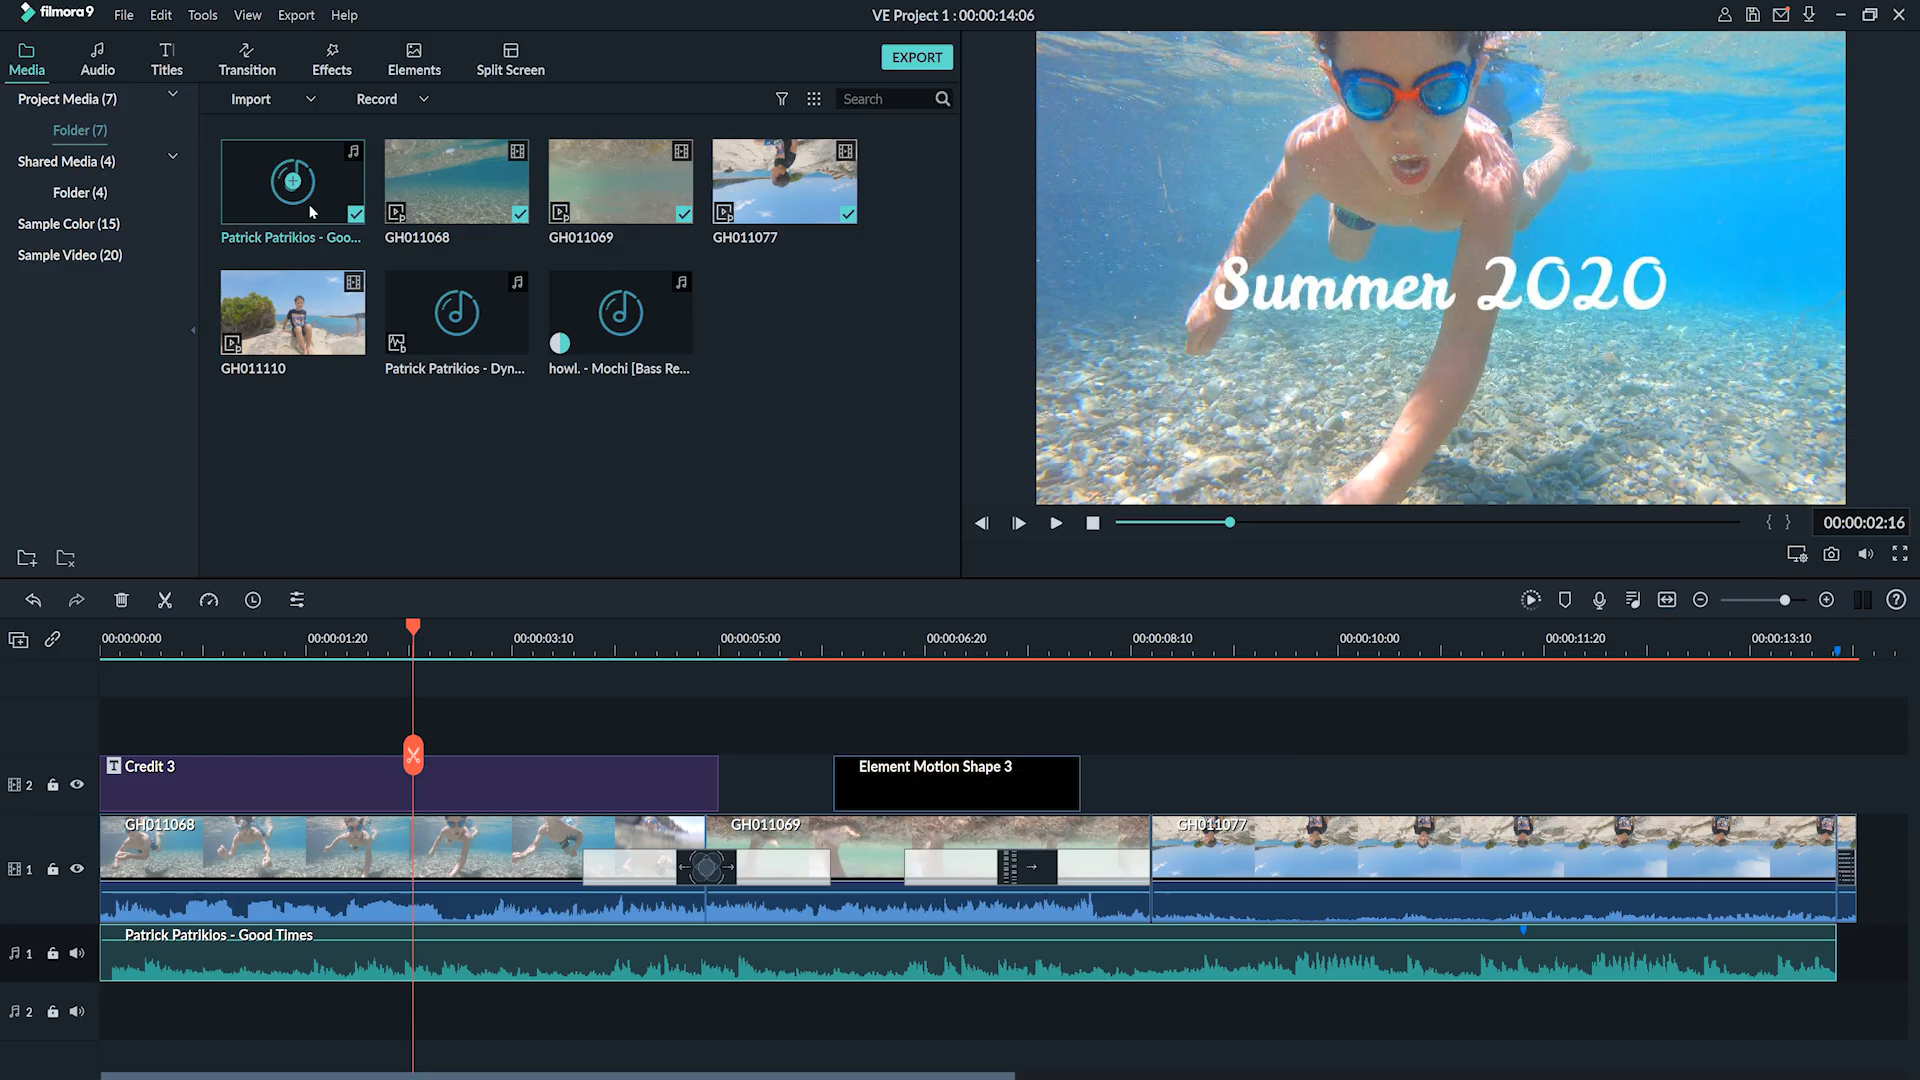 filmora9
File Edit Tools View Export Help
VE Project 1 : 00:00:14:06
Media
Audio
Titles
Transition
Effects
Elements
Split Screen
EXPORT
Project Media (7)
Folder (7)
Shared Media (4)
Folder (4)
Sample Color (15)
Sample Video (20)
Import
Record
Search
Patrick Patrikios - Goo...
GH011068
GH011069
GH011077
GH011110
Patrick Patrikios - Dyn...
howl. - Mochi [Bass Re...
Summer 2020
{ }
00:00:02:16
00:00:00:00
00:00:01:20
00:00:03:10
00:00:05:00
00:00:06:20
00:00:08:10
00:00:10:00
00:00:11:20
00:00:13:10
2
T Credit 3
Element Motion Shape 3
1
GH011068
GH011069
GH011077
1
Patrick Patrikios - Good Times
2